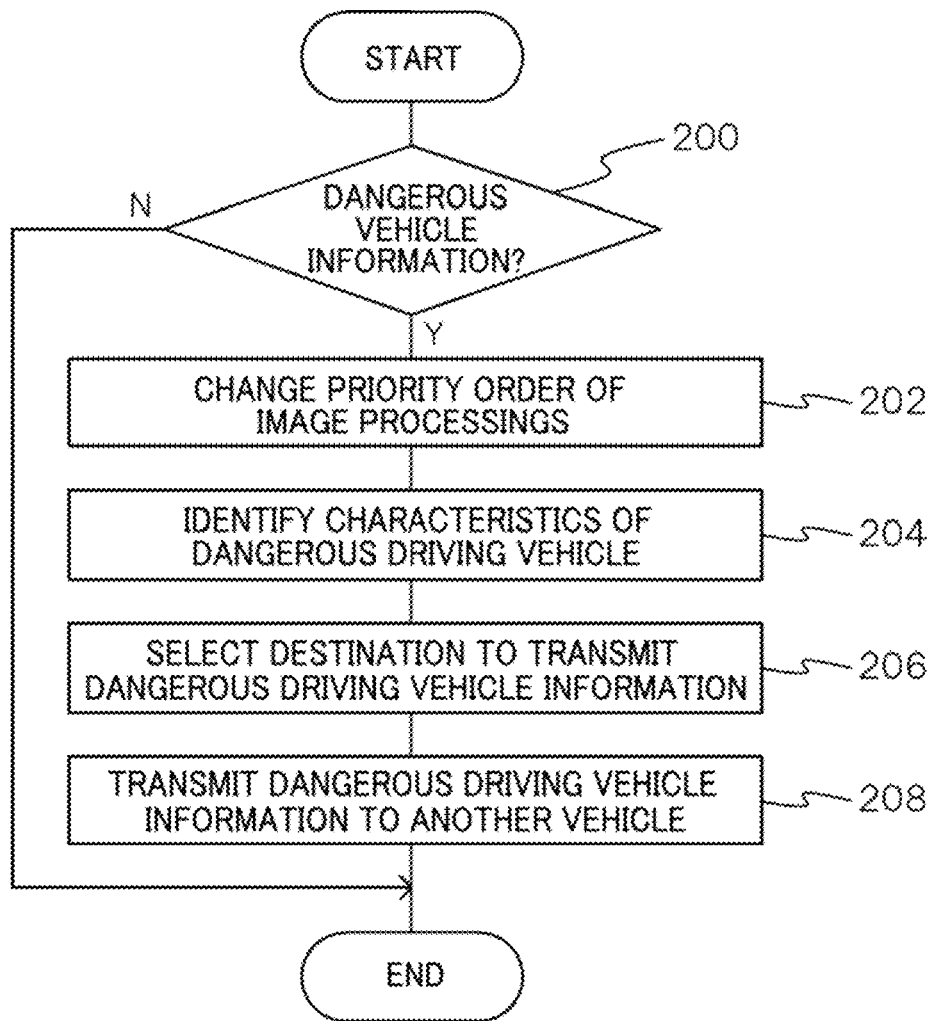 START
200
N
DANGEROUS
VEHICLE
INFORMATION?
Y
CHANGE PRIORITY ORDER OF
IMAGE PROCESSINGS
202
IDENTIFY CHARACTERISTICS OF
DANGEROUS DRIVING VEHICLE
204
SELECT DESTINATION TO TRANSMIT
DANGEROUS DRIVING VEHICLE INFORMATION
206
TRANSMIT DANGEROUS DRIVING VEHICLE
INFORMATION TO ANOTHER VEHICLE
208
END